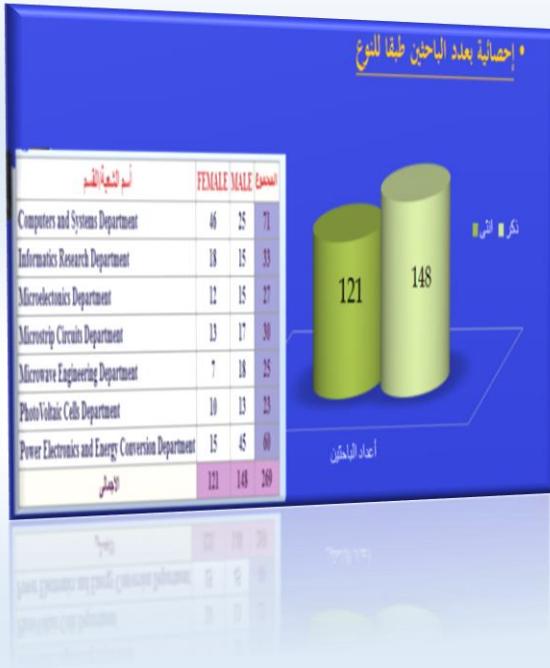 • إحصائية بعدد الباحثين طبقا للنوع
أسم الشعبة/القسم FEMALE MALE المجموع
Computers and Systems Department 46 25 71
Informatics Research Department 18 15 33
Microelectonics Department 12 15 27
Microstrip Circuits Department 13 17 30
Microwave Engineering Department 7 18 25
PhotoVoltaic Cells Department 10 13 23
Power Electronics and Energy Conversion Department 15 45 60
الاجمالي 121 148 269
121
148
ذكر انثى
أعداد الباحثين